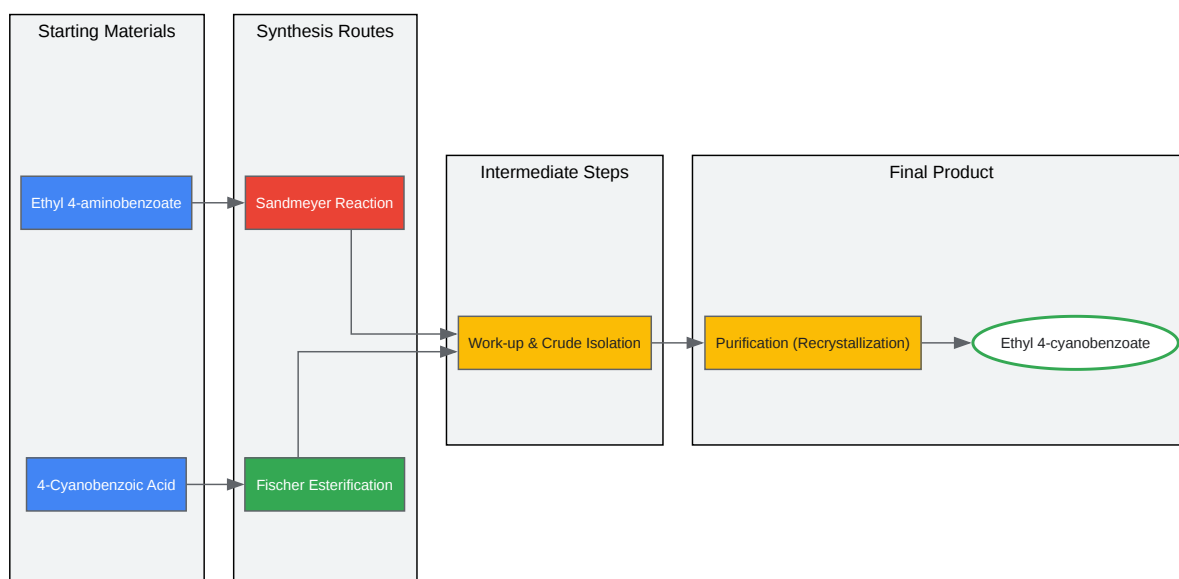 Starting Materials
Synthesis Routes
Intermediate Steps
Final Product
Ethyl 4-aminobenzoate
Sandmeyer Reaction
Work-up & Crude Isolation
Purification (Recrystallization)
Ethyl 4-cyanobenzoate
4-Cyanobenzoic Acid
Fischer Esterification